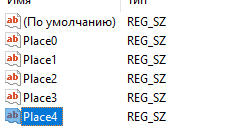 Имя Тип
(По умолчанию) REG_SZ
Place0 REG_SZ
Place1 REG_SZ
Place2 REG_SZ
Place3 REG_SZ
Place4 REG_SZ